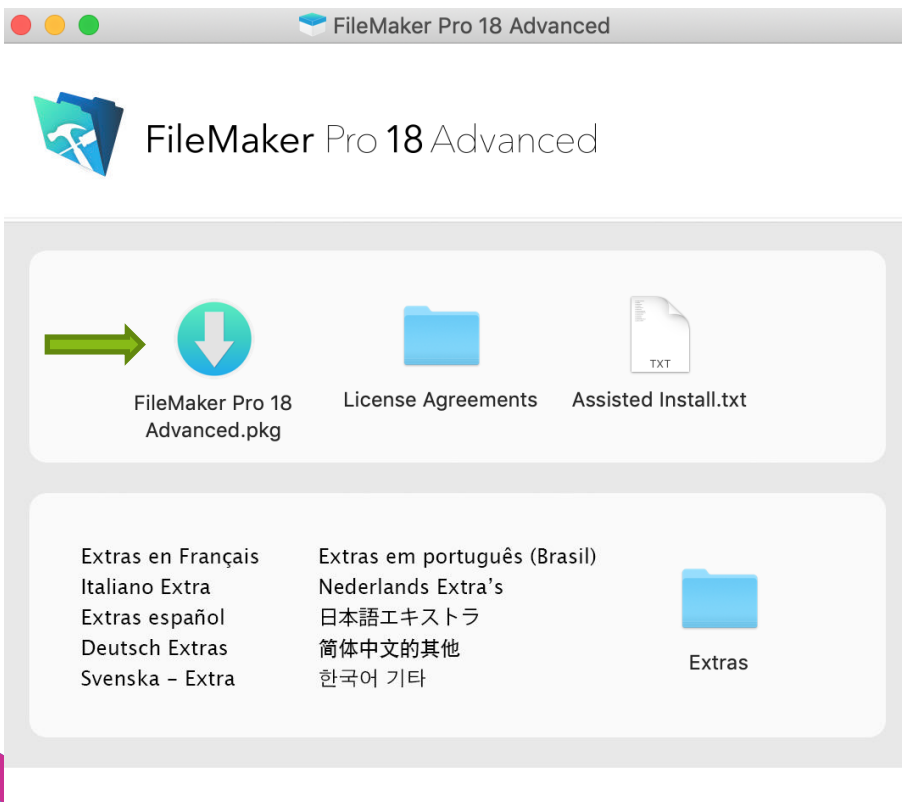 FileMaker Pro 18 Advanced
FileMaker Pro 18 Advanced
TXT
FileMaker Pro 18
Advanced.pkg
License Agreements
Assisted Install.txt
Extras en Français
Italiano Extra
Extras español
Deutsch Extras
Svenska – Extra
Extras em português (Brasil)
Nederlands Extra’s
日本語エキストラ
简体中文的其他
한국어 기타
Extras